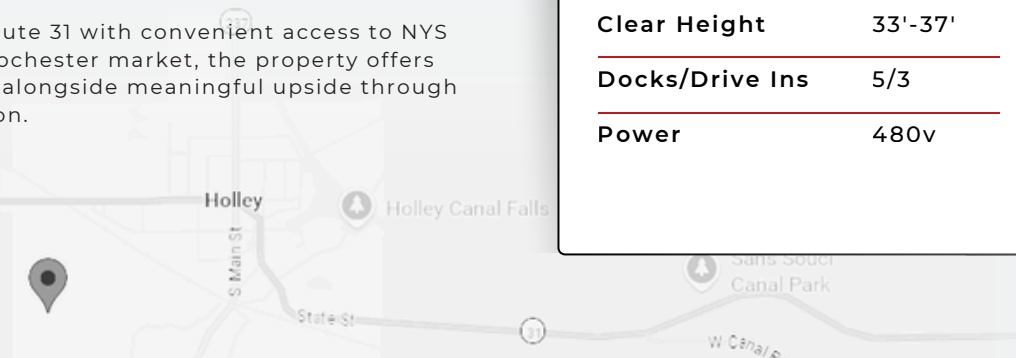 237
ute 31 with convenient access to NYS
ochester market, the property offers
alongside meaningful upside through
on.
Clear Height 33'-37'
Docks/Drive Ins 5/3
Power 480v
Holley
Holley Canal Falls
S Main St
State St
31
Sans Souci
Canal Park
W Canal